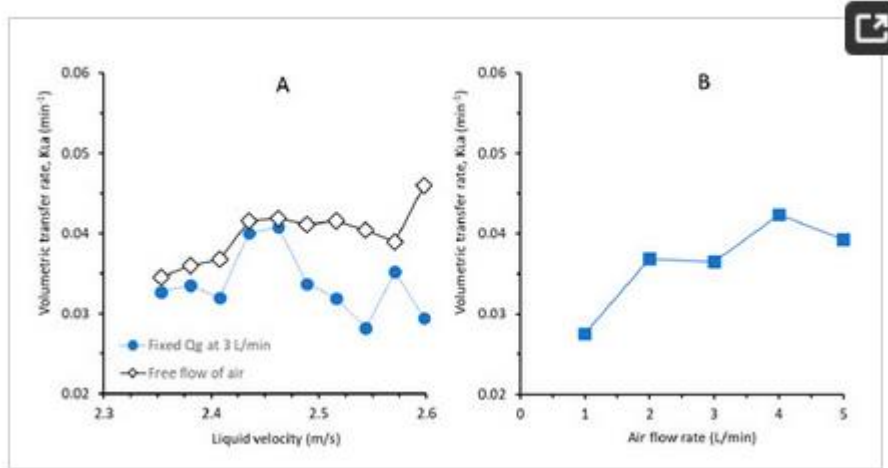 A
Volumetric transfer rate, KLa (min⁻¹)
0.06
0.05
0.04
0.03
0.02
Fixed Qg at 3 L/min
Free flow of air
2.3 2.4 2.5 2.6
Liquid velocity (m/s)
B
Volumetric transfer rate, KLa (min⁻¹)
0.06
0.05
0.04
0.03
0.02
0 1 2 3 4 5
Air flow rate (L/min)